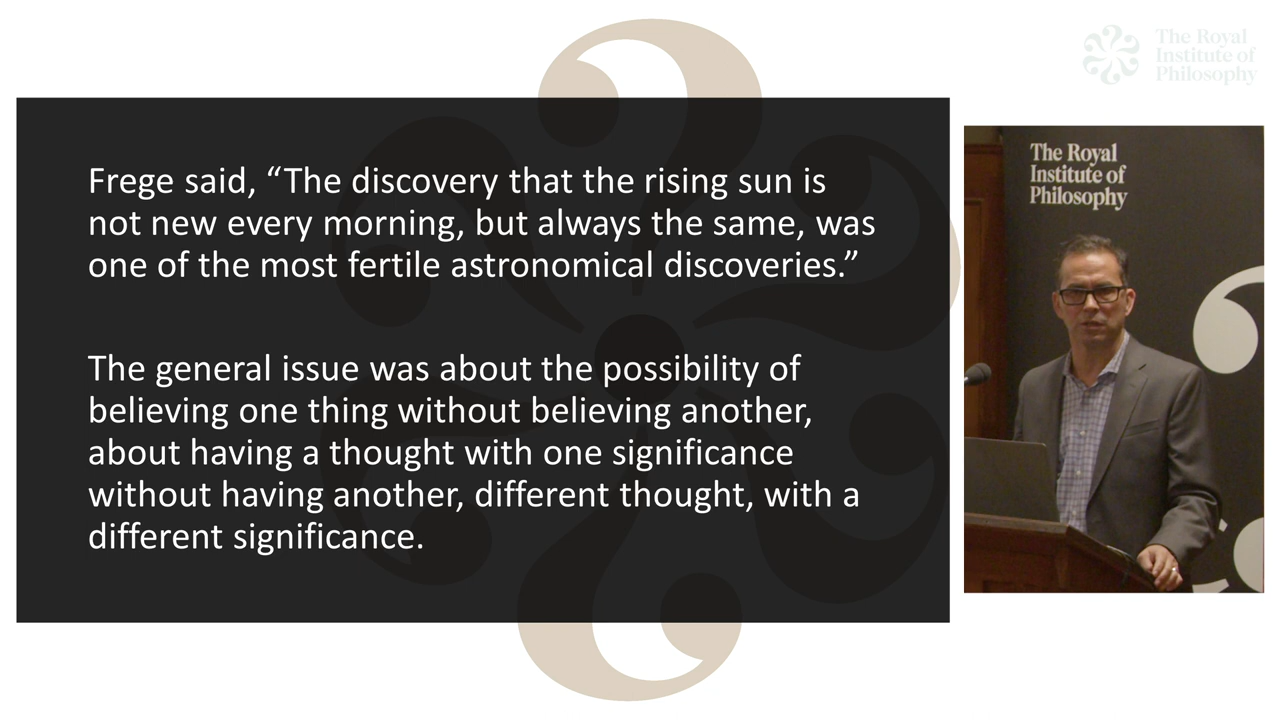 The Royal
Institute of
Philosophy
Frege said, “The discovery that the rising sun is
not new every morning, but always the same, was
one of the most fertile astronomical discoveries.”
The general issue was about the possibility of
believing one thing without believing another,
about having a thought with one significance
without having another, different thought, with a
different significance.
The Royal
Institute of
Philosophy